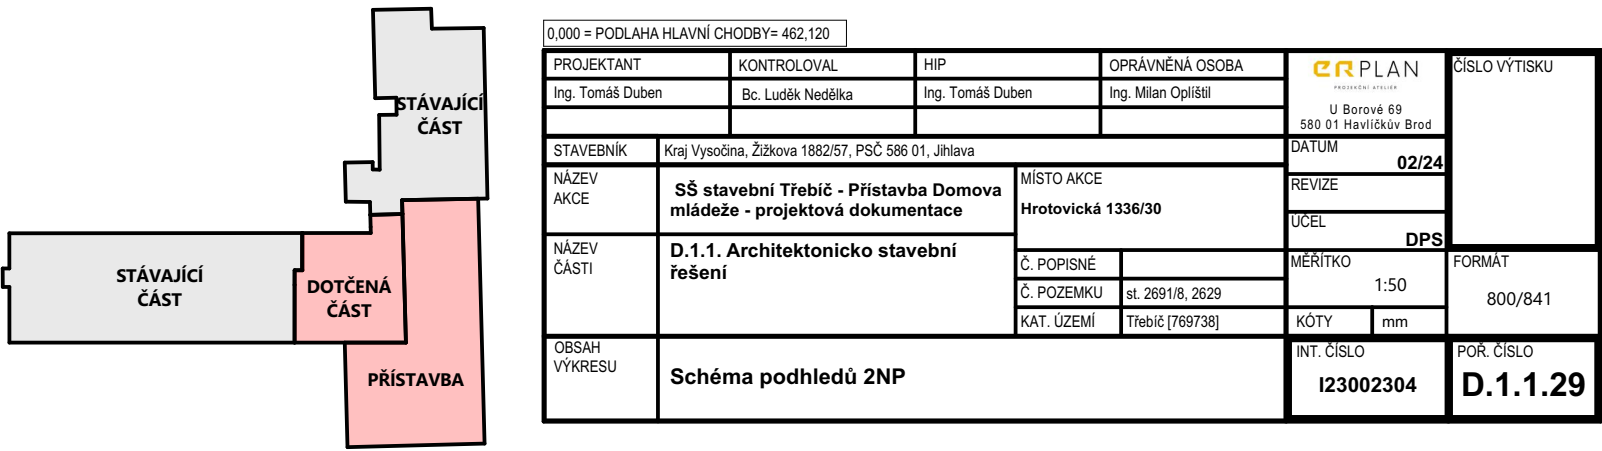 STÁVAJÍCÍ
ČÁST
STÁVAJÍCÍ
ČÁST
DOTČENÁ
ČÁST
PŘÍSTAVBA
0,000 = PODLAHA HLAVNÍ CHODBY= 462,120
PROJEKTANT KONTROLOVAL HIP OPRÁVNĚNÁ OSOBA
Ing. Tomáš Duben Bc. Luděk Nedělka Ing. Tomáš Duben Ing. Milan Oplíštil
erPLAN
PROJEKČNÍ ATELIÉR
U Borové 69
580 01 Havlíčkův Brod
ČÍSLO VÝTISKU
STAVEBNÍK Kraj Vysočina, Žižkova 1882/57, PSČ 586 01, Jihlava
DATUM
02/24
NÁZEV
AKCE
SŠ stavební Třebíč - Přístavba Domova
mládeže - projektová dokumentace
MÍSTO AKCE
Hrotovická 1336/30
REVIZE
ÚČEL
DPS
NÁZEV
ČÁSTI
D.1.1. Architektonicko stavební
řešení
Č. POPISNÉ
Č. POZEMKU st. 2691/8, 2629
KAT. ÚZEMÍ Třebíč [769738]
MĚŘÍTKO
1:50
FORMÁT
800/841
KÓTY mm
OBSAH
VÝKRESU
Schéma podhledů 2NP
INT. ČÍSLO
I23002304
POŘ. ČÍSLO
D.1.1.29